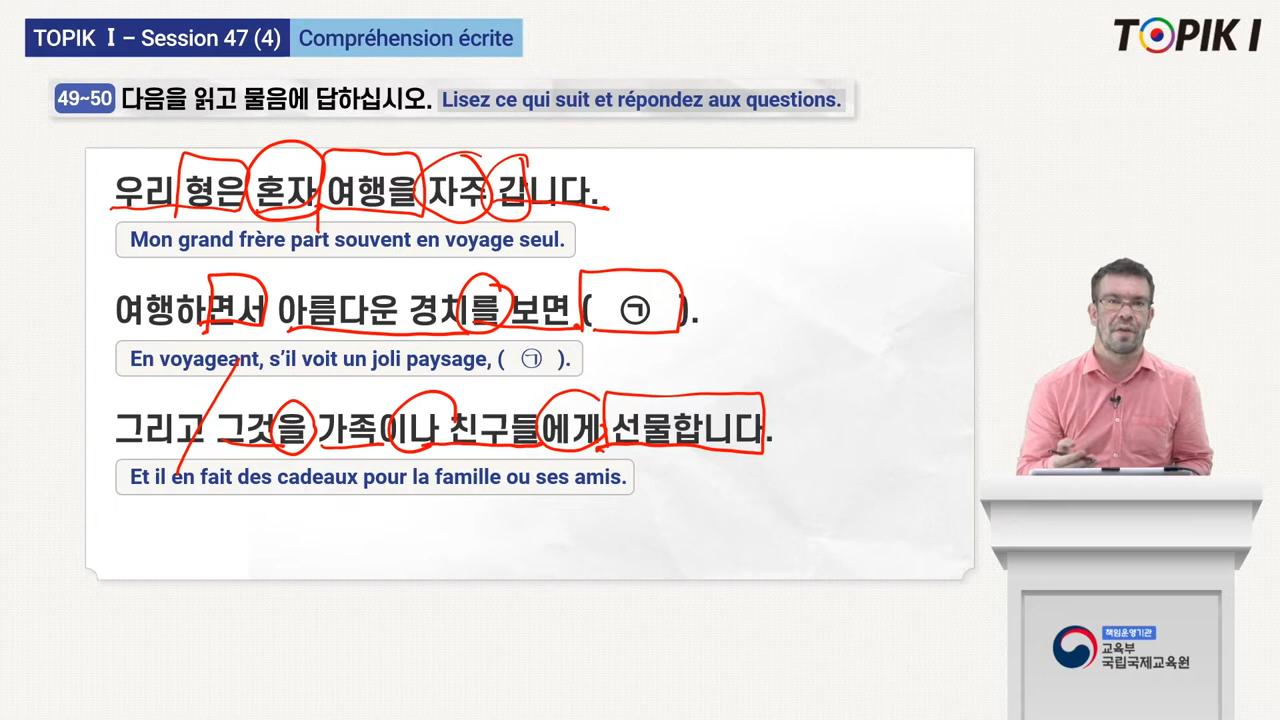 TOPIK I – Session 47 (4) Compréhension écrite
TOPIK I
49~50 다음을 읽고 물음에 답하십시오. Lisez ce qui suit et répondez aux questions.
우리 형은 혼자 여행을 자주 갑니다.
Mon grand frère part souvent en voyage seul.
여행하면서 아름다운 경치를 보면 ( ㉠ ).
En voyageant, s’il voit un joli paysage, ( ㉠ ).
그리고 그것을 가족이나 친구들에게 선물합니다.
Et il en fait des cadeaux pour la famille ou ses amis.
책임운영기관
교육부
국립국제교육원